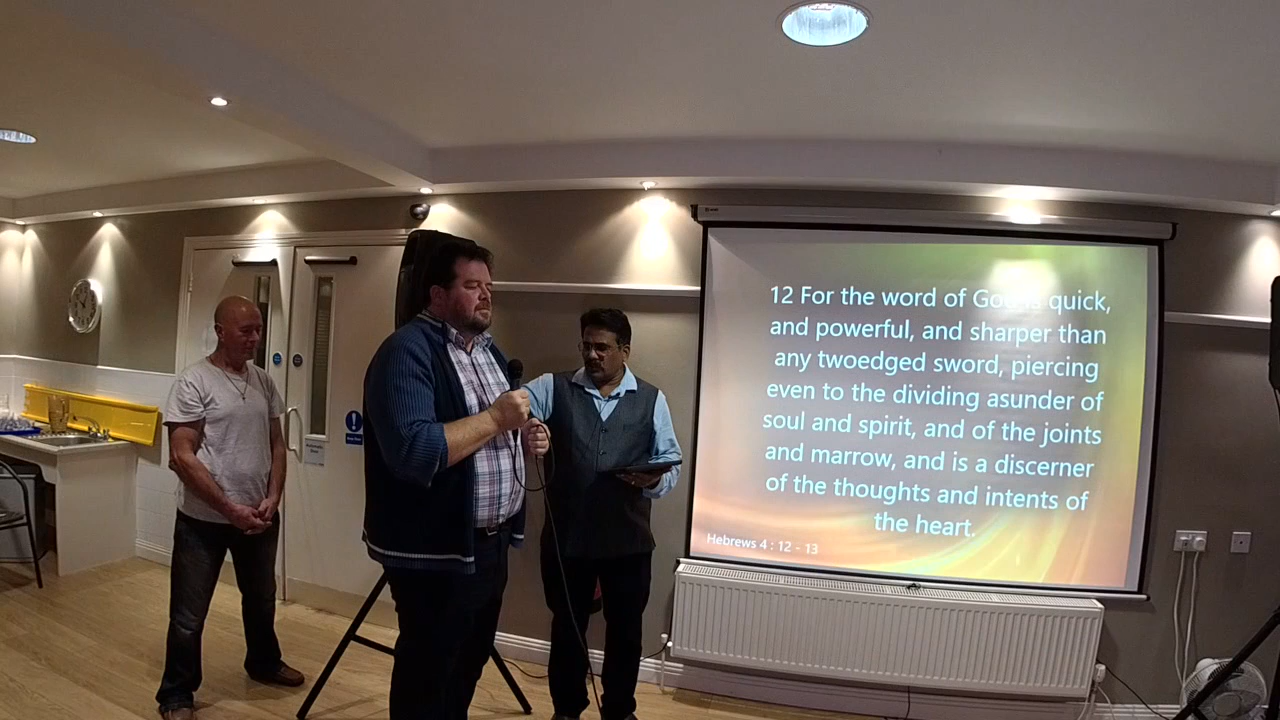 12 For the word of God is quick,
and powerful, and sharper than
any twoedged sword, piercing
even to the dividing asunder of
soul and spirit, and of the joints
and marrow, and is a discerner
of the thoughts and intents of
the heart.
Hebrews 4 : 12 - 13